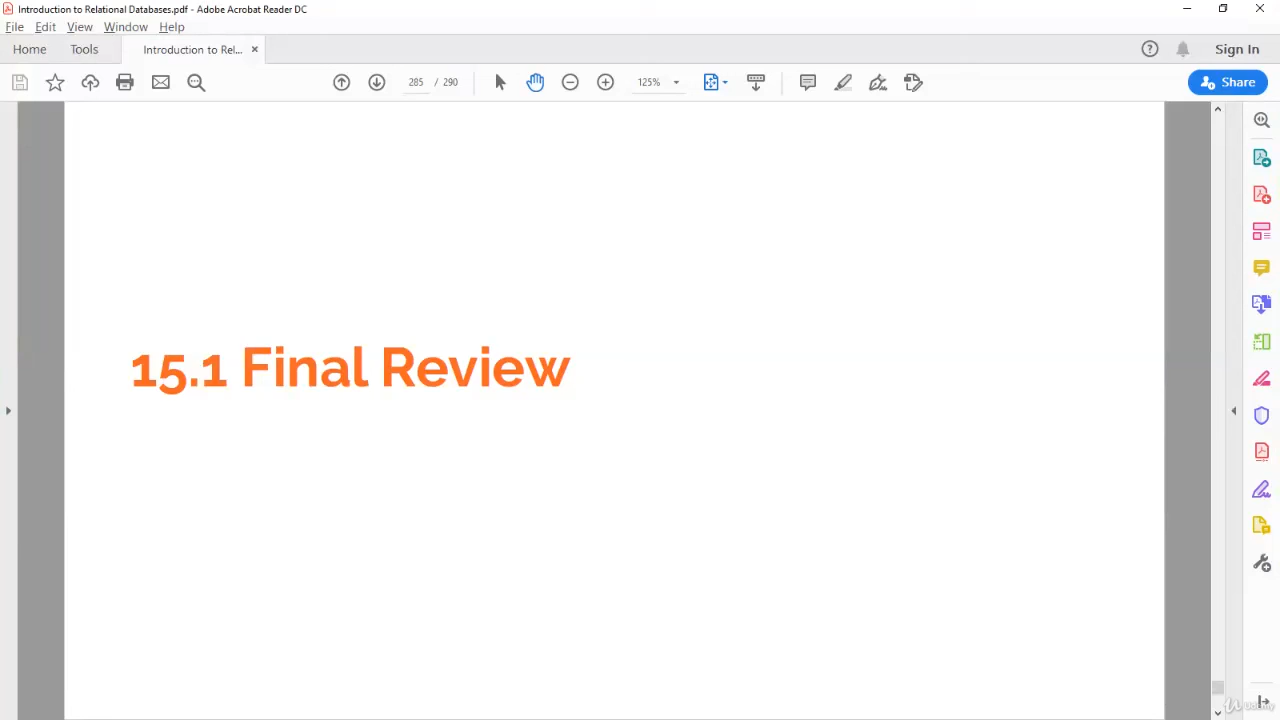 Introduction to Relational Databases.pdf - Adobe Acrobat Reader DC
File Edit View Window Help
Home Tools Introduction to Rel... × Sign In
285 / 290 125% Share
15.1 Final Review
Udemy